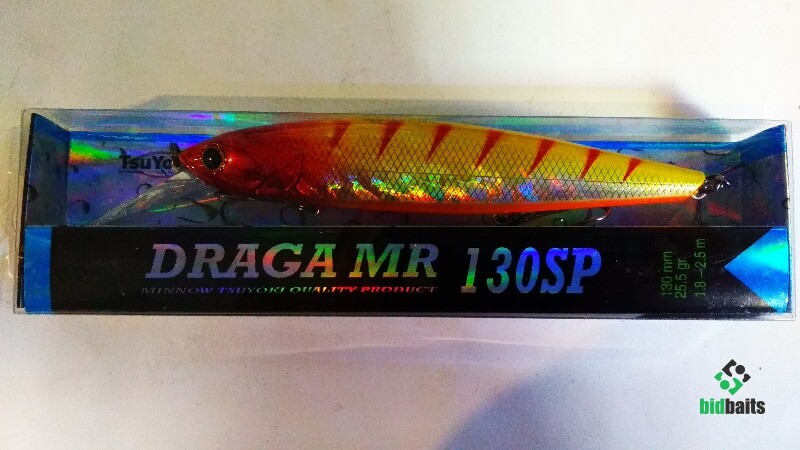 TsuYo
DRAGA MR 130SP
MINNOW TSUYOKI QUALITY PRODUCT
130 mm
25,5 gr.
1.8 - 2.5 m
bidbaits